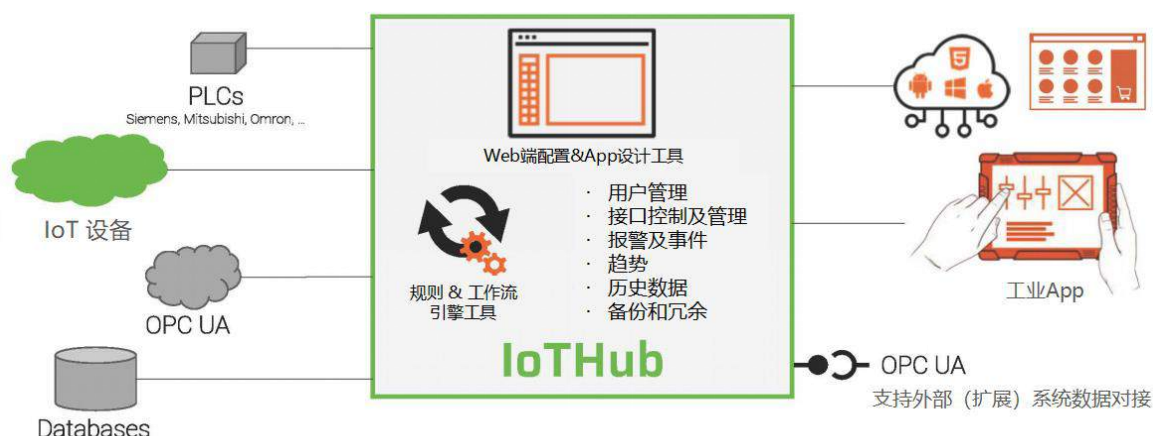 PLCs
Siemens, Mitsubishi, Omron, ...
IoT 设备
OPC UA
Databases
Web端配置&App设计工具
规则 & 工作流
引擎工具
· 用户管理
· 接口控制及管理
· 报警及事件
· 趋势
· 历史数据
· 备份和冗余
IoTHub
工业App
OPC UA
支持外部（扩展）系统数据对接